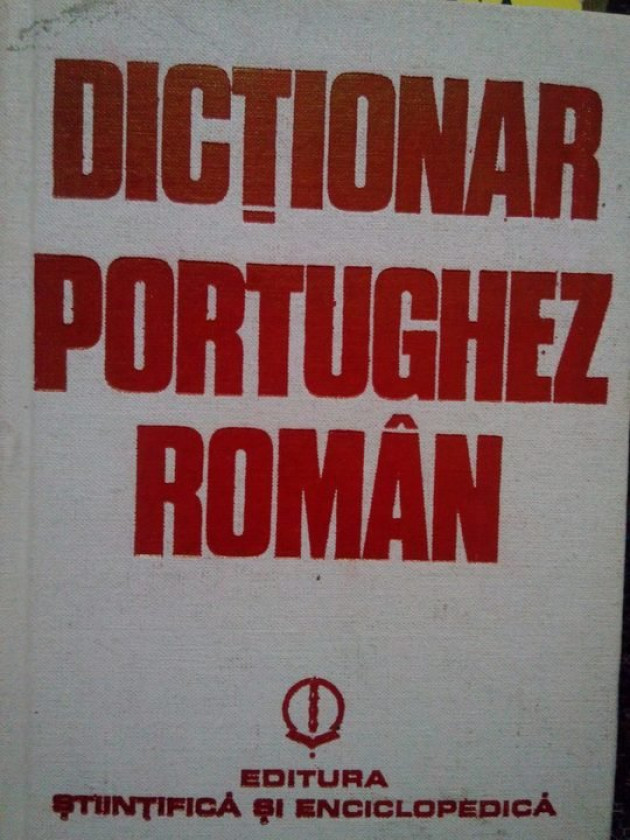 DICȚIONAR
PORTUGHEZ
ROMÂN
EDITURA
ȘTIINȚIFICĂ ȘI ENCICLOPEDICĂ